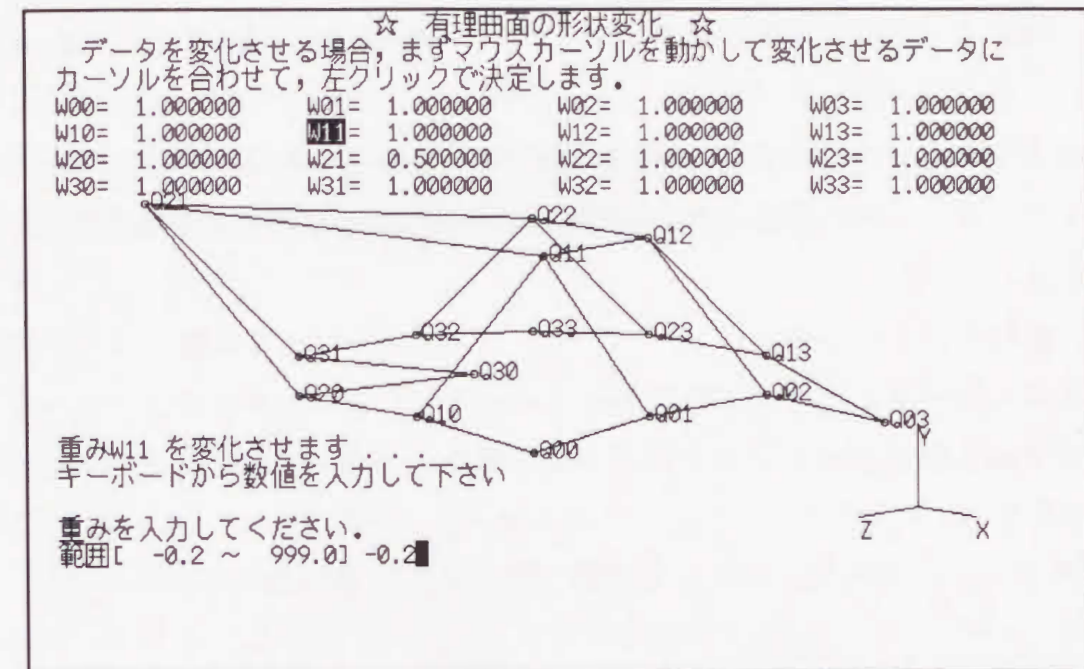 ☆ 有理曲面の形状変化 ☆
データを変化させる場合，まずマウスカーソルを動かして変化させるデータに
カーソルを合わせて，左クリックで決定します。
W00= 1.000000 W01= 1.000000 W02= 1.000000 W03= 1.000000
W10= 1.000000 W11= 1.000000 W12= 1.000000 W13= 1.000000
W20= 1.000000 W21= 0.500000 W22= 1.000000 W23= 1.000000
W30= 1.000000 W31= 1.000000 W32= 1.000000 W33= 1.000000
Q21
Q22
Q12
Q11
Q32
Q33
Q23
Q31
Q13
Q30
Q20
Q02
Q10
Q01
Q03
Q00
Y
Z
X
重みW11 を変化させます . . .
キーボードから数値を入力して下さい
重みを入力してください。
範囲[ -0.2 ～ 999.0] -0.2